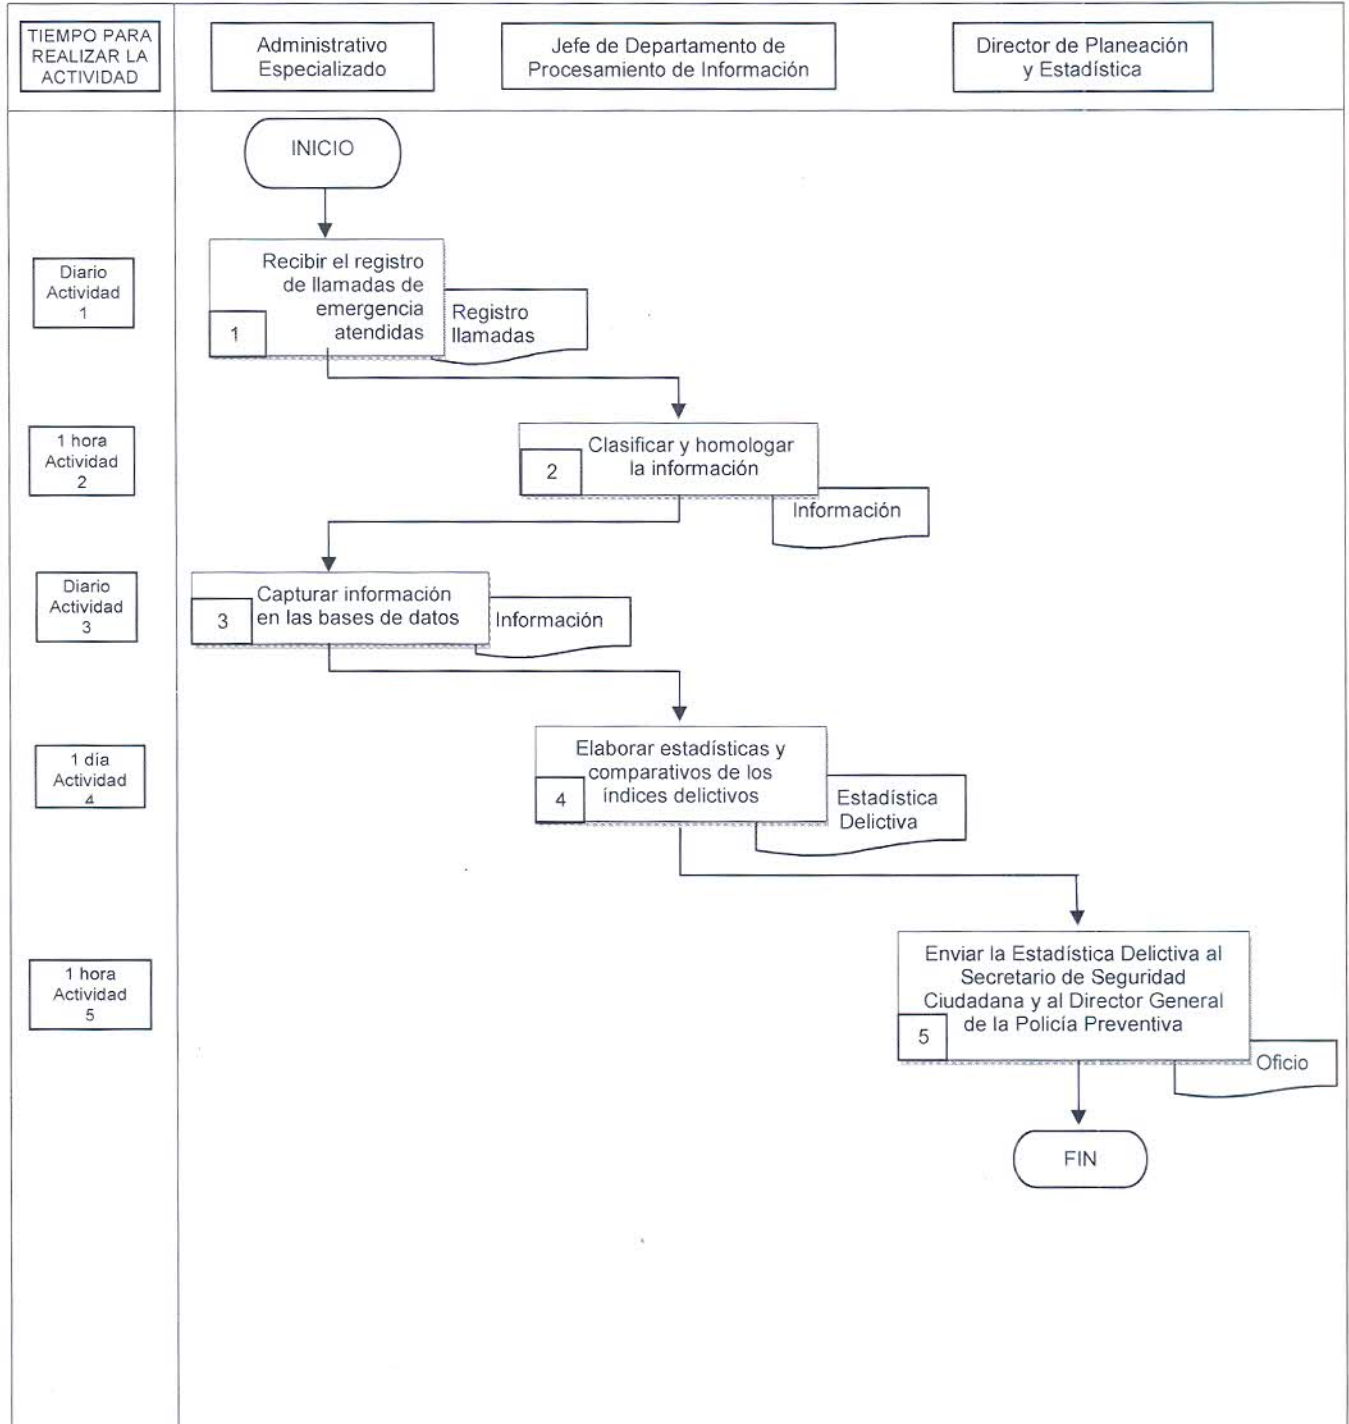 TIEMPO PARA
REALIZAR LA
ACTIVIDAD
Administrativo
Especializado
Jefe de Departamento de
Procesamiento de Información
Director de Planeación
y Estadística
INICIO
Diario
Actividad
1
Recibir el registro
de llamadas de
emergencia
atendidas
1
Registro
llamadas
1 hora
Actividad
2
Clasificar y homologar
la información
2
Información
Diario
Actividad
3
Capturar información
en las bases de datos
3
Información
1 día
Actividad
4
Elaborar estadísticas y
comparativos de los
índices delictivos
4
Estadística
Delictiva
1 hora
Actividad
5
Enviar la Estadística Delictiva al
Secretario de Seguridad
Ciudadana y al Director General
de la Policía Preventiva
5
Oficio
FIN